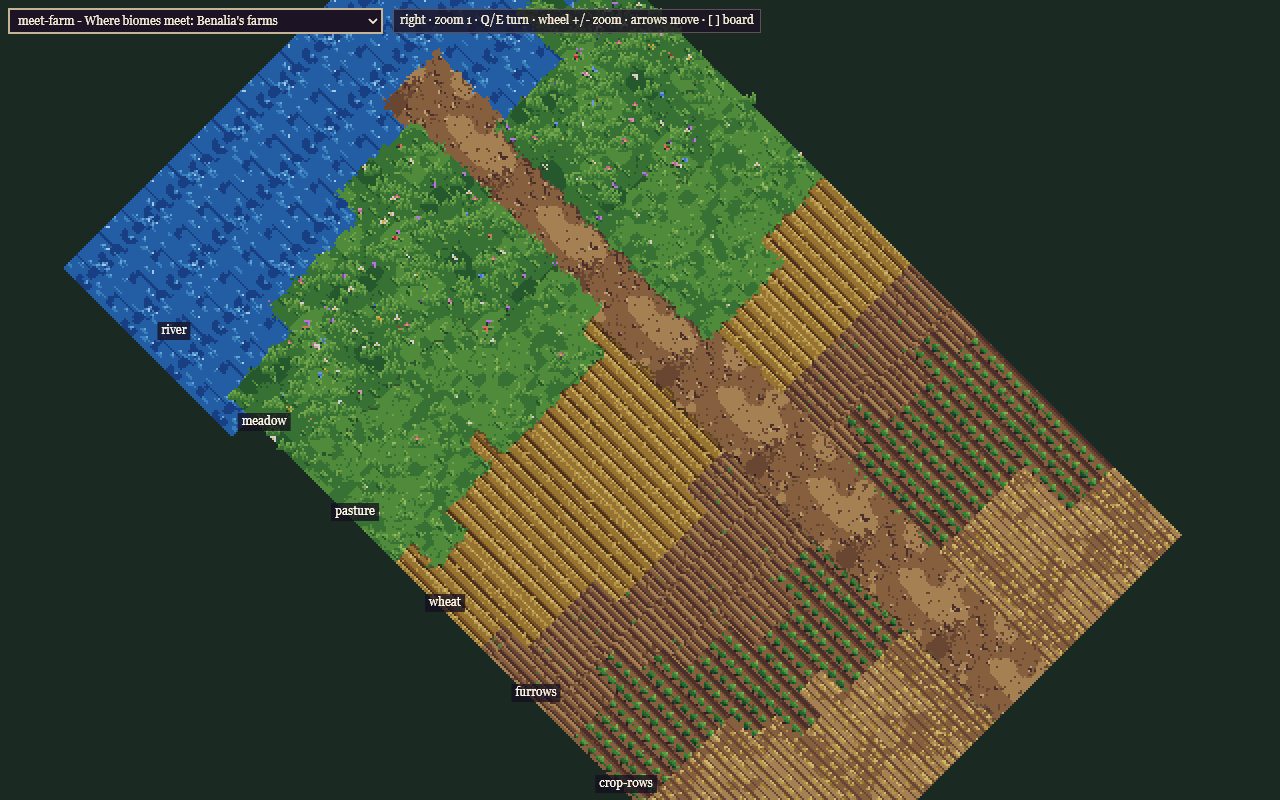 meet-farm - Where biomes meet: Benalia's farms
right · zoom 1 · Q/E turn · wheel +/- zoom · arrows move · [ ] board
river
meadow
pasture
wheat
furrows
crop-rows